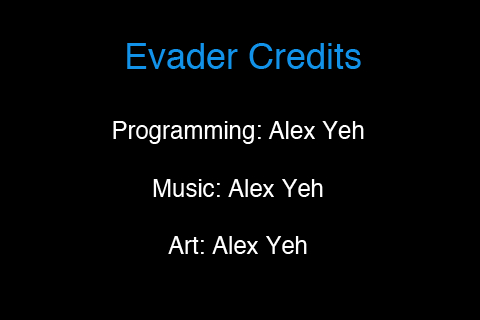 Evader Credits
Programming: Alex Yeh
Music: Alex Yeh
Art: Alex Yeh